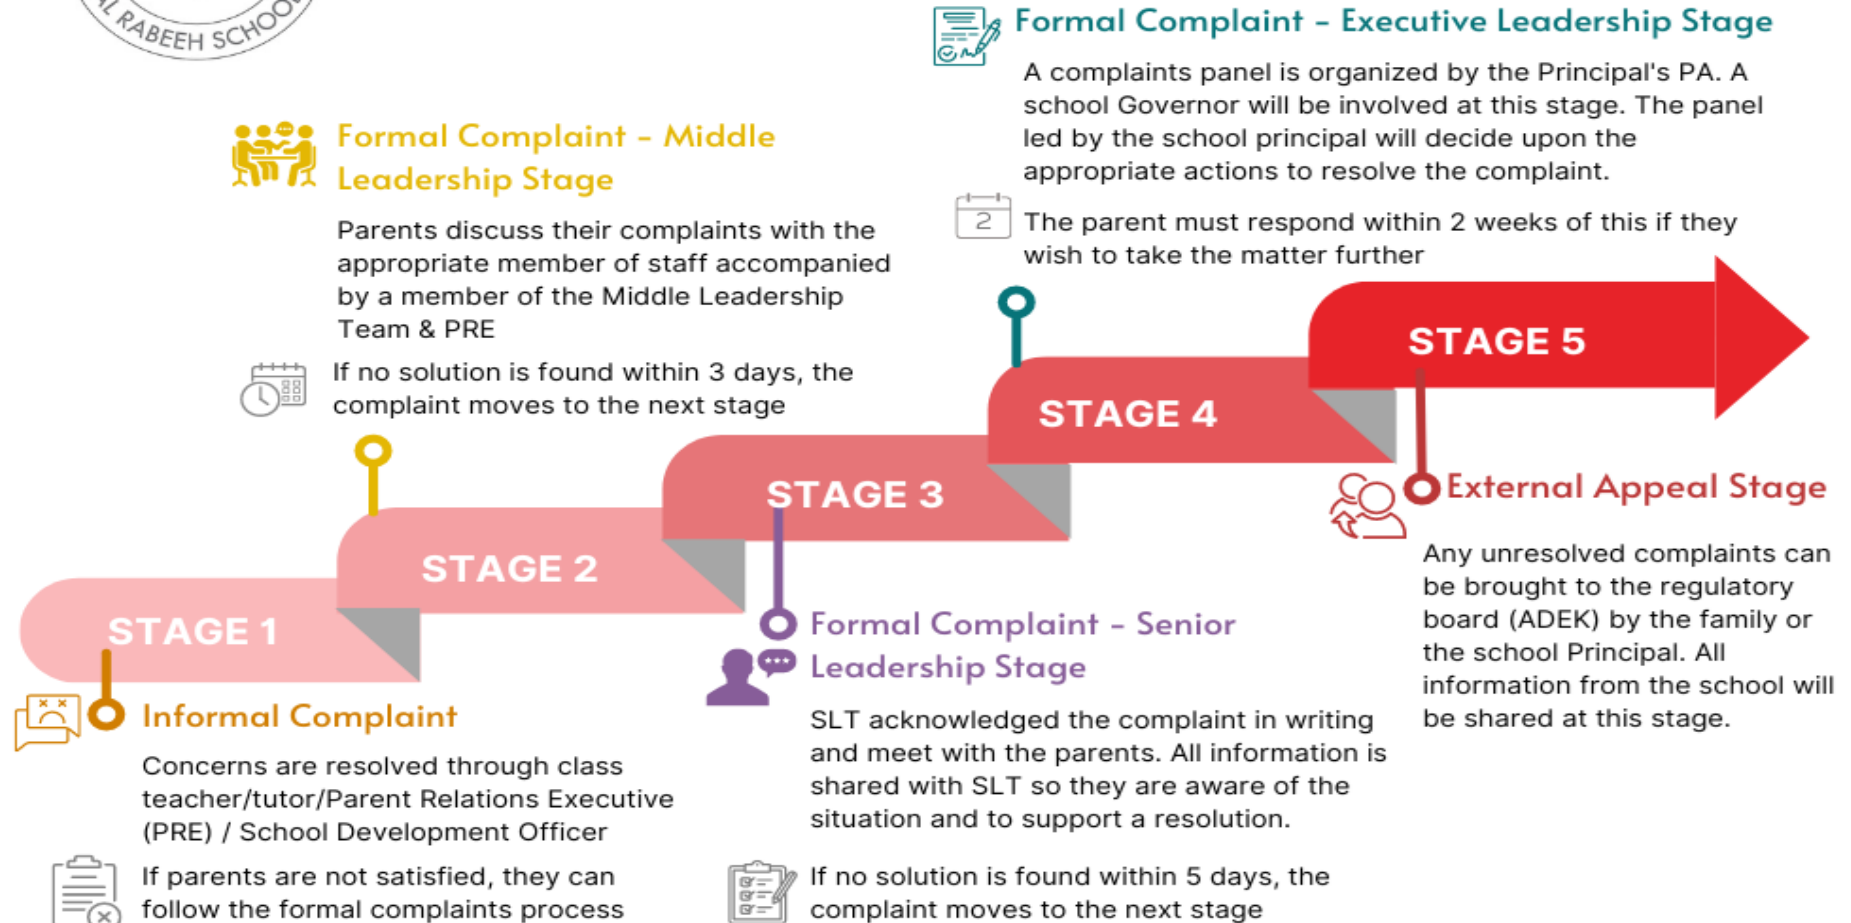 AL RABEEH SCHOOL
Formal Complaint - Executive Leadership Stage
A complaints panel is organized by the Principal's PA. A
school Governor will be involved at this stage. The panel
led by the school principal will decide upon the
appropriate actions to resolve the complaint.
2
The parent must respond within 2 weeks of this if they
wish to take the matter further
Formal Complaint - Middle
Leadership Stage
Parents discuss their complaints with the
appropriate member of staff accompanied
by a member of the Middle Leadership
Team & PRE
If no solution is found within 3 days, the
complaint moves to the next stage
STAGE 5
STAGE 4
STAGE 3
STAGE 2
STAGE 1
External Appeal Stage
Any unresolved complaints can
be brought to the regulatory
board (ADEK) by the family or
the school Principal. All
information from the school will
be shared at this stage.
Formal Complaint - Senior
Leadership Stage
SLT acknowledged the complaint in writing
and meet with the parents. All information is
shared with SLT so they are aware of the
situation and to support a resolution.
If no solution is found within 5 days, the
complaint moves to the next stage
Informal Complaint
Concerns are resolved through class
teacher/tutor/Parent Relations Executive
(PRE) / School Development Officer
If parents are not satisfied, they can
follow the formal complaints process